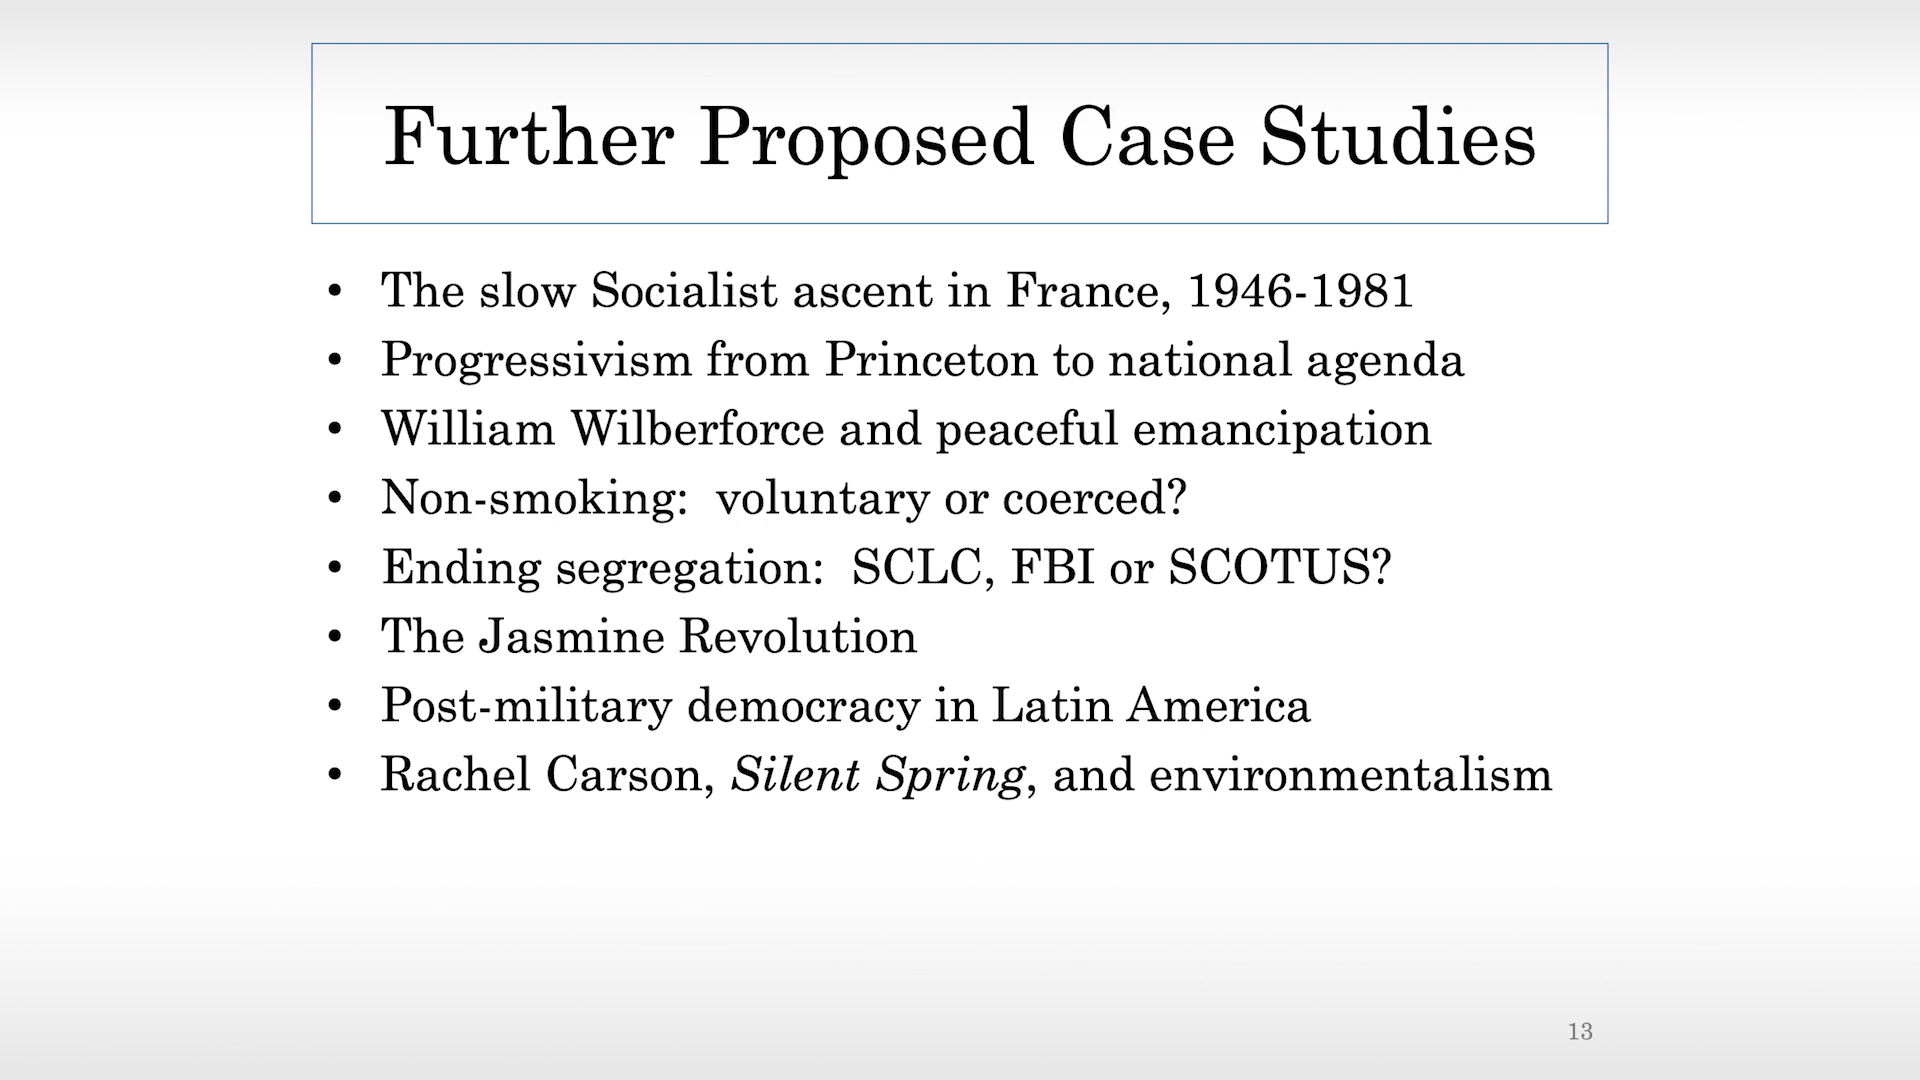 Further Proposed Case Studies
• The slow Socialist ascent in France, 1946-1981
• Progressivism from Princeton to national agenda
• William Wilberforce and peaceful emancipation
• Non-smoking:  voluntary or coerced?
• Ending segregation:  SCLC, FBI or SCOTUS?
• The Jasmine Revolution
• Post-military democracy in Latin America
• Rachel Carson, Silent Spring, and environmentalism
13